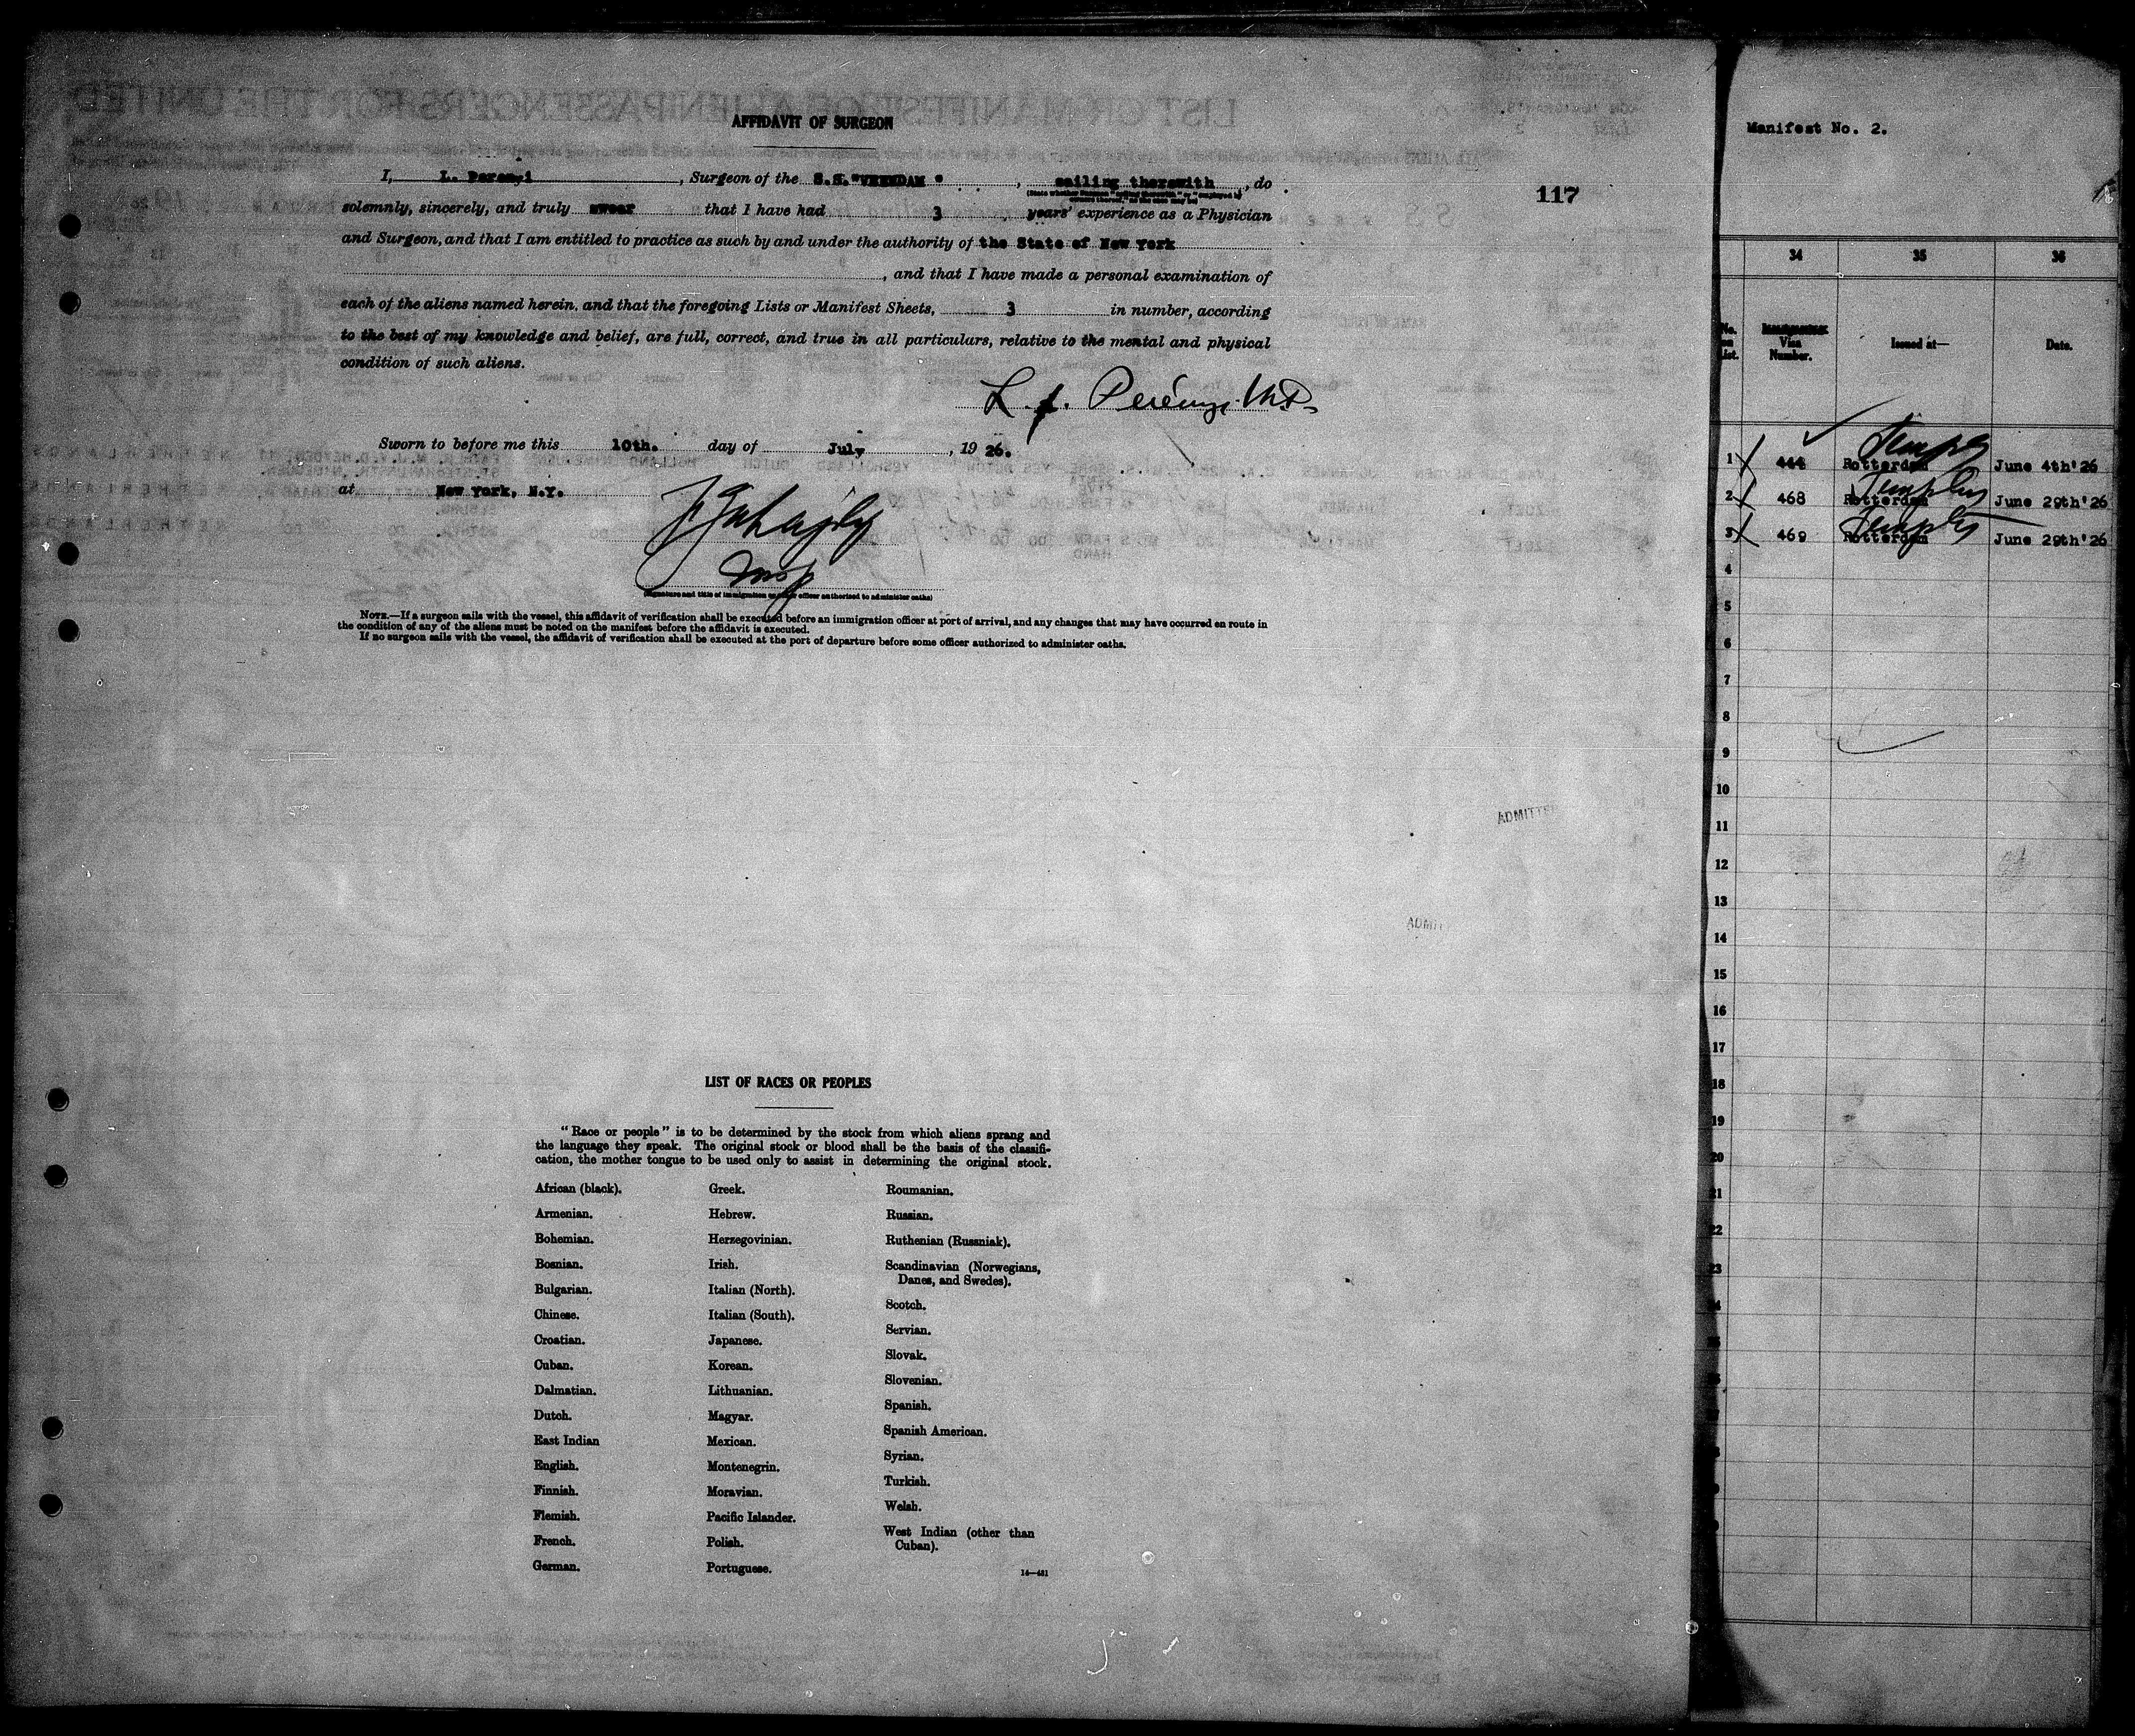 AFFIDAVIT OF SURGEON
I, L. Perenyi, Surgeon of the S.S. "VEENDAM", sailing therewith, do
solemnly, sincerely, and truly swear that I have had 3 years' experience as a Physician
and Surgeon, and that I am entitled to practice as such by and under the authority of the State of New York
, and that I have made a personal examination of
each of the aliens named herein, and that the foregoing Lists or Manifest Sheets, 3 in number, according
to the best of my knowledge and belief, are full, correct, and true in all particulars, relative to the mental and physical
condition of such aliens.
Sworn to before me this 10th. day of July, 19 26.
at New York, N.Y.
Insp
(Signature and title of immigration officer authorized to administer oaths)
NOTE.—If a surgeon sails with the vessel, this affidavit of verification shall be executed before an immigration officer at port of arrival, and any changes that may have occurred en route in
the condition of any of the aliens must be noted on the manifest before the affidavit is executed.
If no surgeon sails with the vessel, the affidavit of verification shall be executed at the port of departure before some officer authorized to administer oaths.
117
ADMITTED
ADMIT
LIST OF RACES OR PEOPLES
"Race or people" is to be determined by the stock from which aliens sprang and
the language they speak. The original stock or blood shall be the basis of the classifi-
cation, the mother tongue to be used only to assist in determining the original stock.
African (black).
Armenian.
Bohemian.
Bosnian.
Bulgarian.
Chinese.
Croatian.
Cuban.
Dalmatian.
Dutch.
East Indian
English.
Finnish.
Flemish.
French.
German.
Greek.
Hebrew.
Herzegovinian.
Irish.
Italian (North).
Italian (South).
Japanese.
Korean.
Lithuanian.
Magyar.
Mexican.
Montenegrin.
Moravian.
Pacific Islander.
Polish.
Portuguese.
Roumanian.
Russian.
Ruthenian (Russniak).
Scandinavian (Norwegians,
Danes, and Swedes).
Scotch.
Servian.
Slovak.
Slovenian.
Spanish.
Spanish American.
Syrian.
Turkish.
Welsh.
West Indian (other than
Cuban).
14—481
Manifest No. 2.
34 35 36
No. on List. Visa Number. Issued at— Date.
1 444 Rotterdam June 4th'26
2 468 Rotterdam June 29th'26
3 469 Rotterdam June 29th'26
4
5
6
7
8
9
10
11
12
13
14
15
16
17
18
19
20
21
22
23